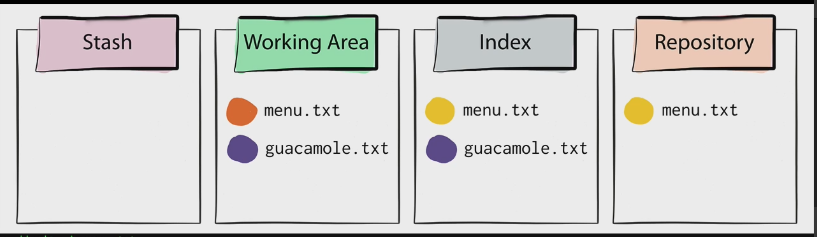 Stash
Working Area
Index
Repository
menu.txt
guacamole.txt
menu.txt
guacamole.txt
menu.txt